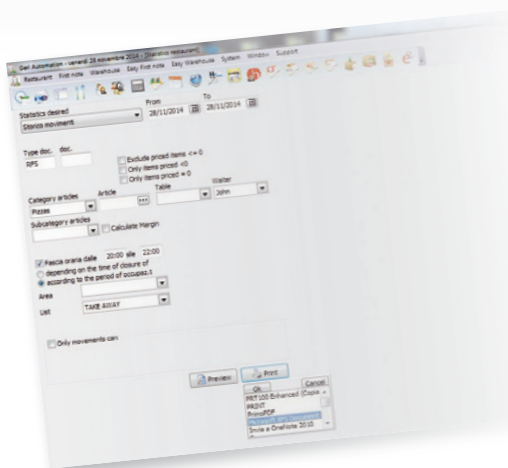 Geri Automation - venerdì 28 novembre 2014 - [Statistics restaurant]
Restaurant First note Warehouse Easy First note Easy Warehouse System Window Support
Statistics desired From To
Storico movimenti 28/11/2014 28/11/2014
Type doc. doc.
RFS
Exclude priced items <= 0
Only items priced <0
Only items priced = 0
Category articles Article Table Waiter
Pizzas John
Subcategory articles
Calculate Margin
Fascia oraria dalle 20:00 alle 22:00
depending on the time of closure of
according to the period of occupaz.t
Area
List TAKE AWAY
Only movements can:
Preview Print
Ok Cancel
PRT100 Enhanced (Copia
PRINT
PrimoPDF
Microsoft XPS Document
Invia a OneNote 2010